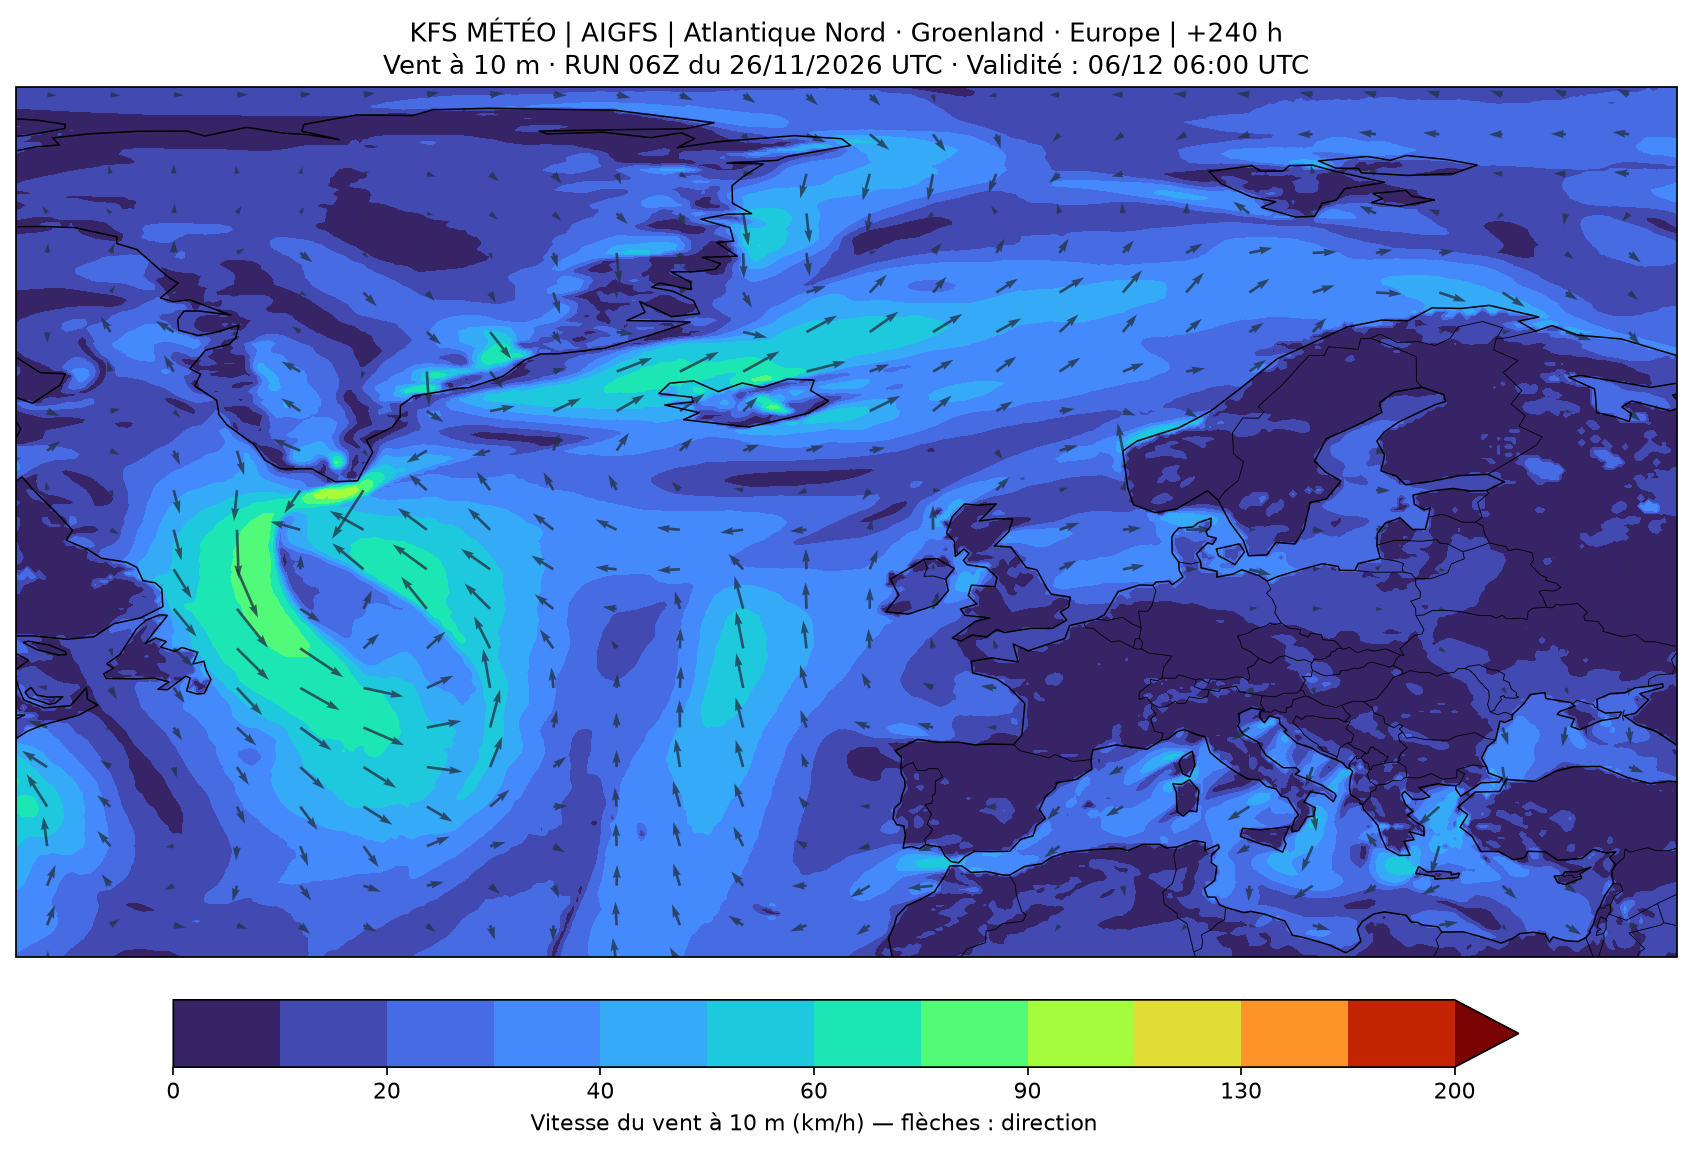 KFS MÉTÉO | AIGFS | Atlantique Nord · Groenland · Europe | +240 h
Vent à 10 m · RUN 06Z du 26/11/2026 UTC · Validité : 06/12 06:00 UTC
0 20 40 60 90 130 200
Vitesse du vent à 10 m (km/h) — flèches : direction